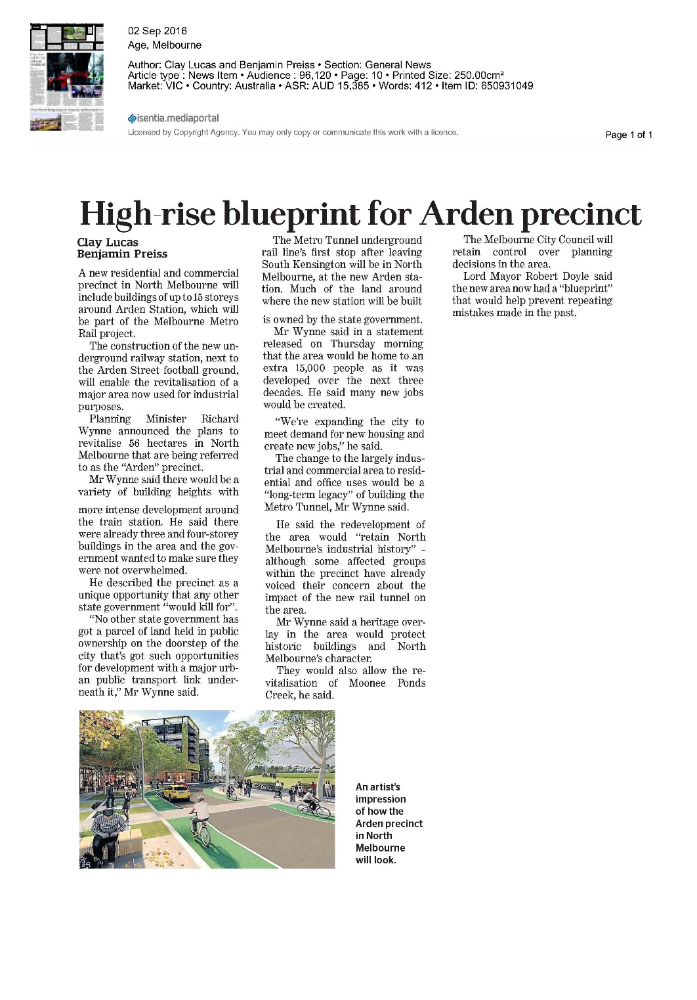 02 Sep 2016
Age, Melbourne
Author: Clay Lucas and Benjamin Preiss • Section: General News
Article type : News Item • Audience : 96,120 • Page: 10 • Printed Size: 250.00cm²
Market: VIC • Country: Australia • ASR: AUD 15,385 • Words: 412 • Item ID: 650931049
isentia.mediaportal
Licensed by Copyright Agency. You may only copy or communicate this work with a licence.
Page 1 of 1
High-rise blueprint for Arden precinct
Clay Lucas
Benjamin Preiss
A new residential and commercial
precinct in North Melbourne will
include buildings of up to 15 storeys
around Arden Station, which will
be part of the Melbourne Metro
Rail project.
The construction of the new un-
derground railway station, next to
the Arden Street football ground,
will enable the revitalisation of a
major area now used for industrial
purposes.
Planning Minister Richard
Wynne announced the plans to
revitalise 56 hectares in North
Melbourne that are being referred
to as the “Arden” precinct.
Mr Wynne said there would be a
variety of building heights with
more intense development around
the train station. He said there
were already three and four-storey
buildings in the area and the gov-
ernment wanted to make sure they
were not overwhelmed.
He described the precinct as a
unique opportunity that any other
state government “would kill for”.
“No other state government has
got a parcel of land held in public
ownership on the doorstep of the
city that’s got such opportunities
for development with a major urb-
an public transport link under-
neath it,” Mr Wynne said.
The Metro Tunnel underground
rail line’s first stop after leaving
South Kensington will be in North
Melbourne, at the new Arden sta-
tion. Much of the land around
where the new station will be built
is owned by the state government.
Mr Wynne said in a statement
released on Thursday morning
that the area would be home to an
extra 15,000 people as it was
developed over the next three
decades. He said many new jobs
would be created.
“We’re expanding the city to
meet demand for new housing and
create new jobs,” he said.
The change to the largely indus-
trial and commercial area to resid-
ential and office uses would be a
“long-term legacy” of building the
Metro Tunnel, Mr Wynne said.
He said the redevelopment of
the area would “retain North
Melbourne’s industrial history” –
although some affected groups
within the precinct have already
voiced their concern about the
impact of the new rail tunnel on
the area.
Mr Wynne said a heritage over-
lay in the area would protect
historic buildings and North
Melbourne’s character.
They would also allow the re-
vitalisation of Moonee Ponds
Creek, he said.
The Melbourne City Council will
retain control over planning
decisions in the area.
Lord Mayor Robert Doyle said
the new area now had a “blueprint”
that would help prevent repeating
mistakes made in the past.
OVAL
An artist’s
impression
of how the
Arden precinct
in North
Melbourne
will look.